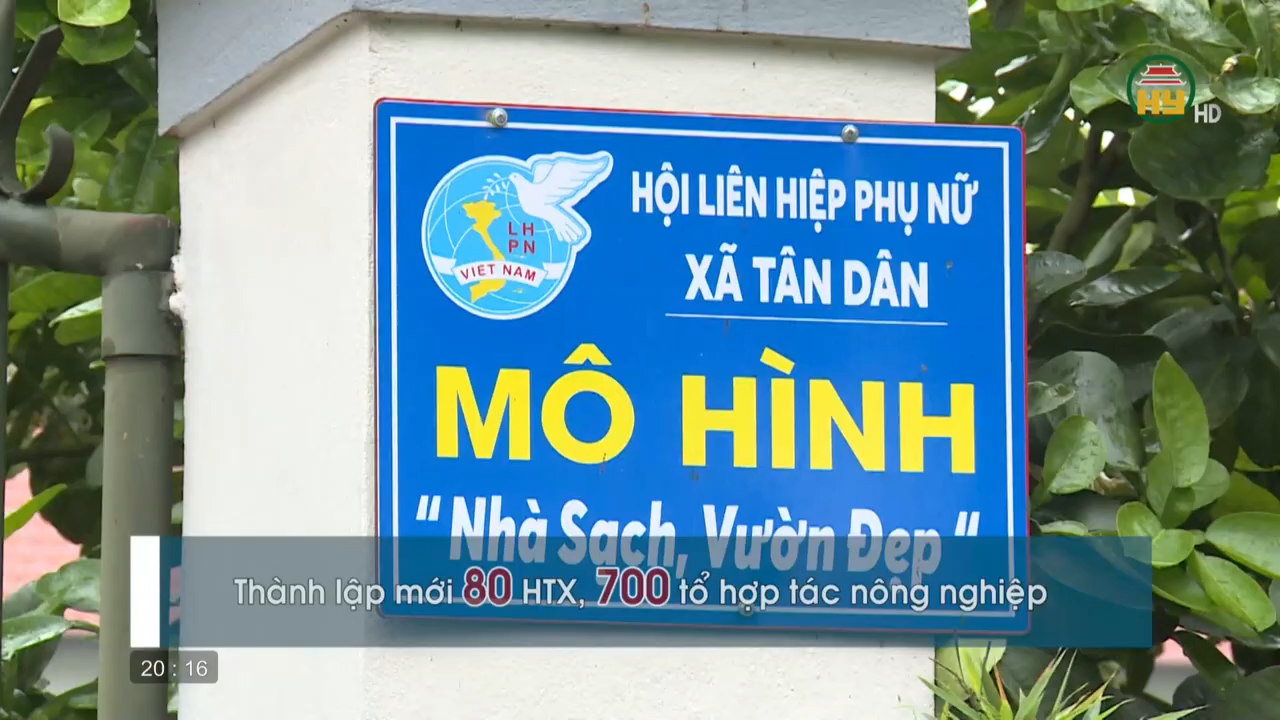 HY HD
HỘI LIÊN HIỆP PHỤ NỮ
XÃ TÂN DÂN
LH
PN
VIET NAM
MÔ HÌNH
“ Nhà Sạch, Vườn Đẹp “
Thành lập mới 80 HTX, 700 tổ hợp tác nông nghiệp
20 : 16